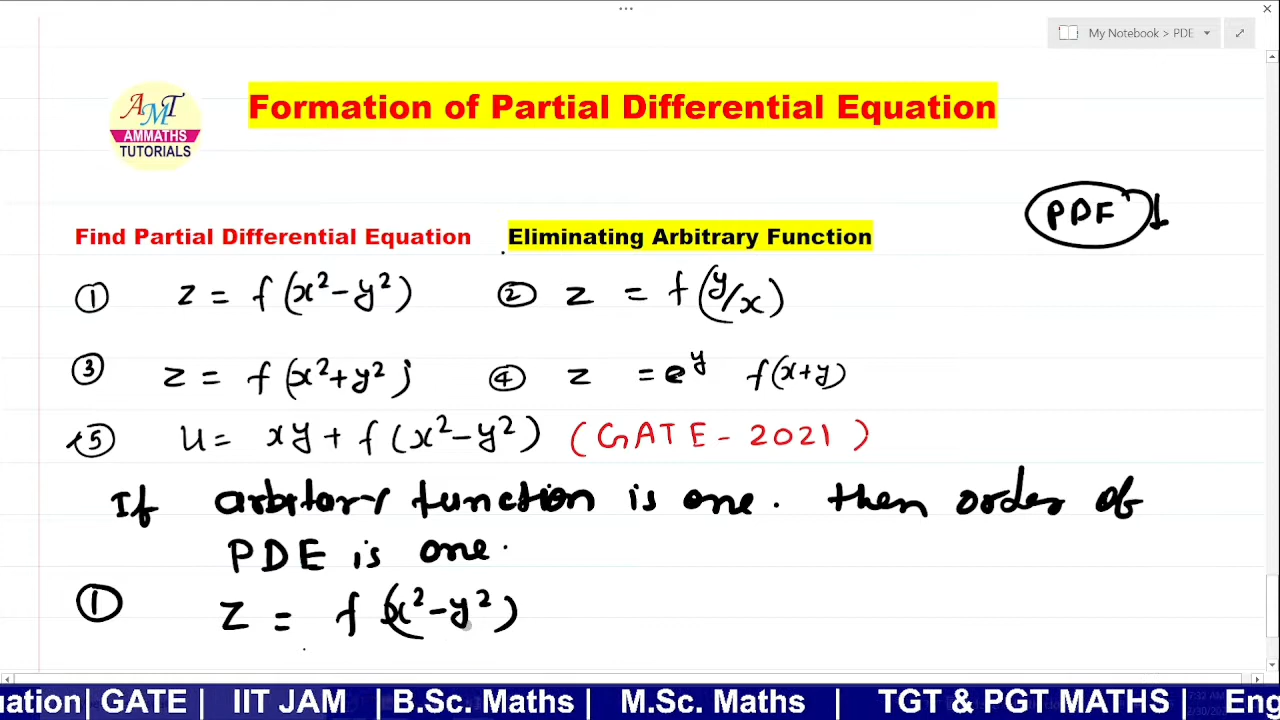 My Notebook > PDE
AMT
AMMATHS
TUTORIALS
Formation of Partial Differential Equation
PDF 1
Find Partial Differential Equation Eliminating Arbitrary Function
① z = f(x²-y²) ② z = f(y/x)
③ z = f(x²+y²) ④ z = e^y f(x+y)
⑤ u = xy + f(x²-y²) (GATE - 2021)
If arbitory function is one. then order of
PDE is one.
① z = f(x²-y²)
uation| GATE | IIT JAM | B.Sc. Maths | M.Sc. Maths | TGT & PGT MATHS | Eng